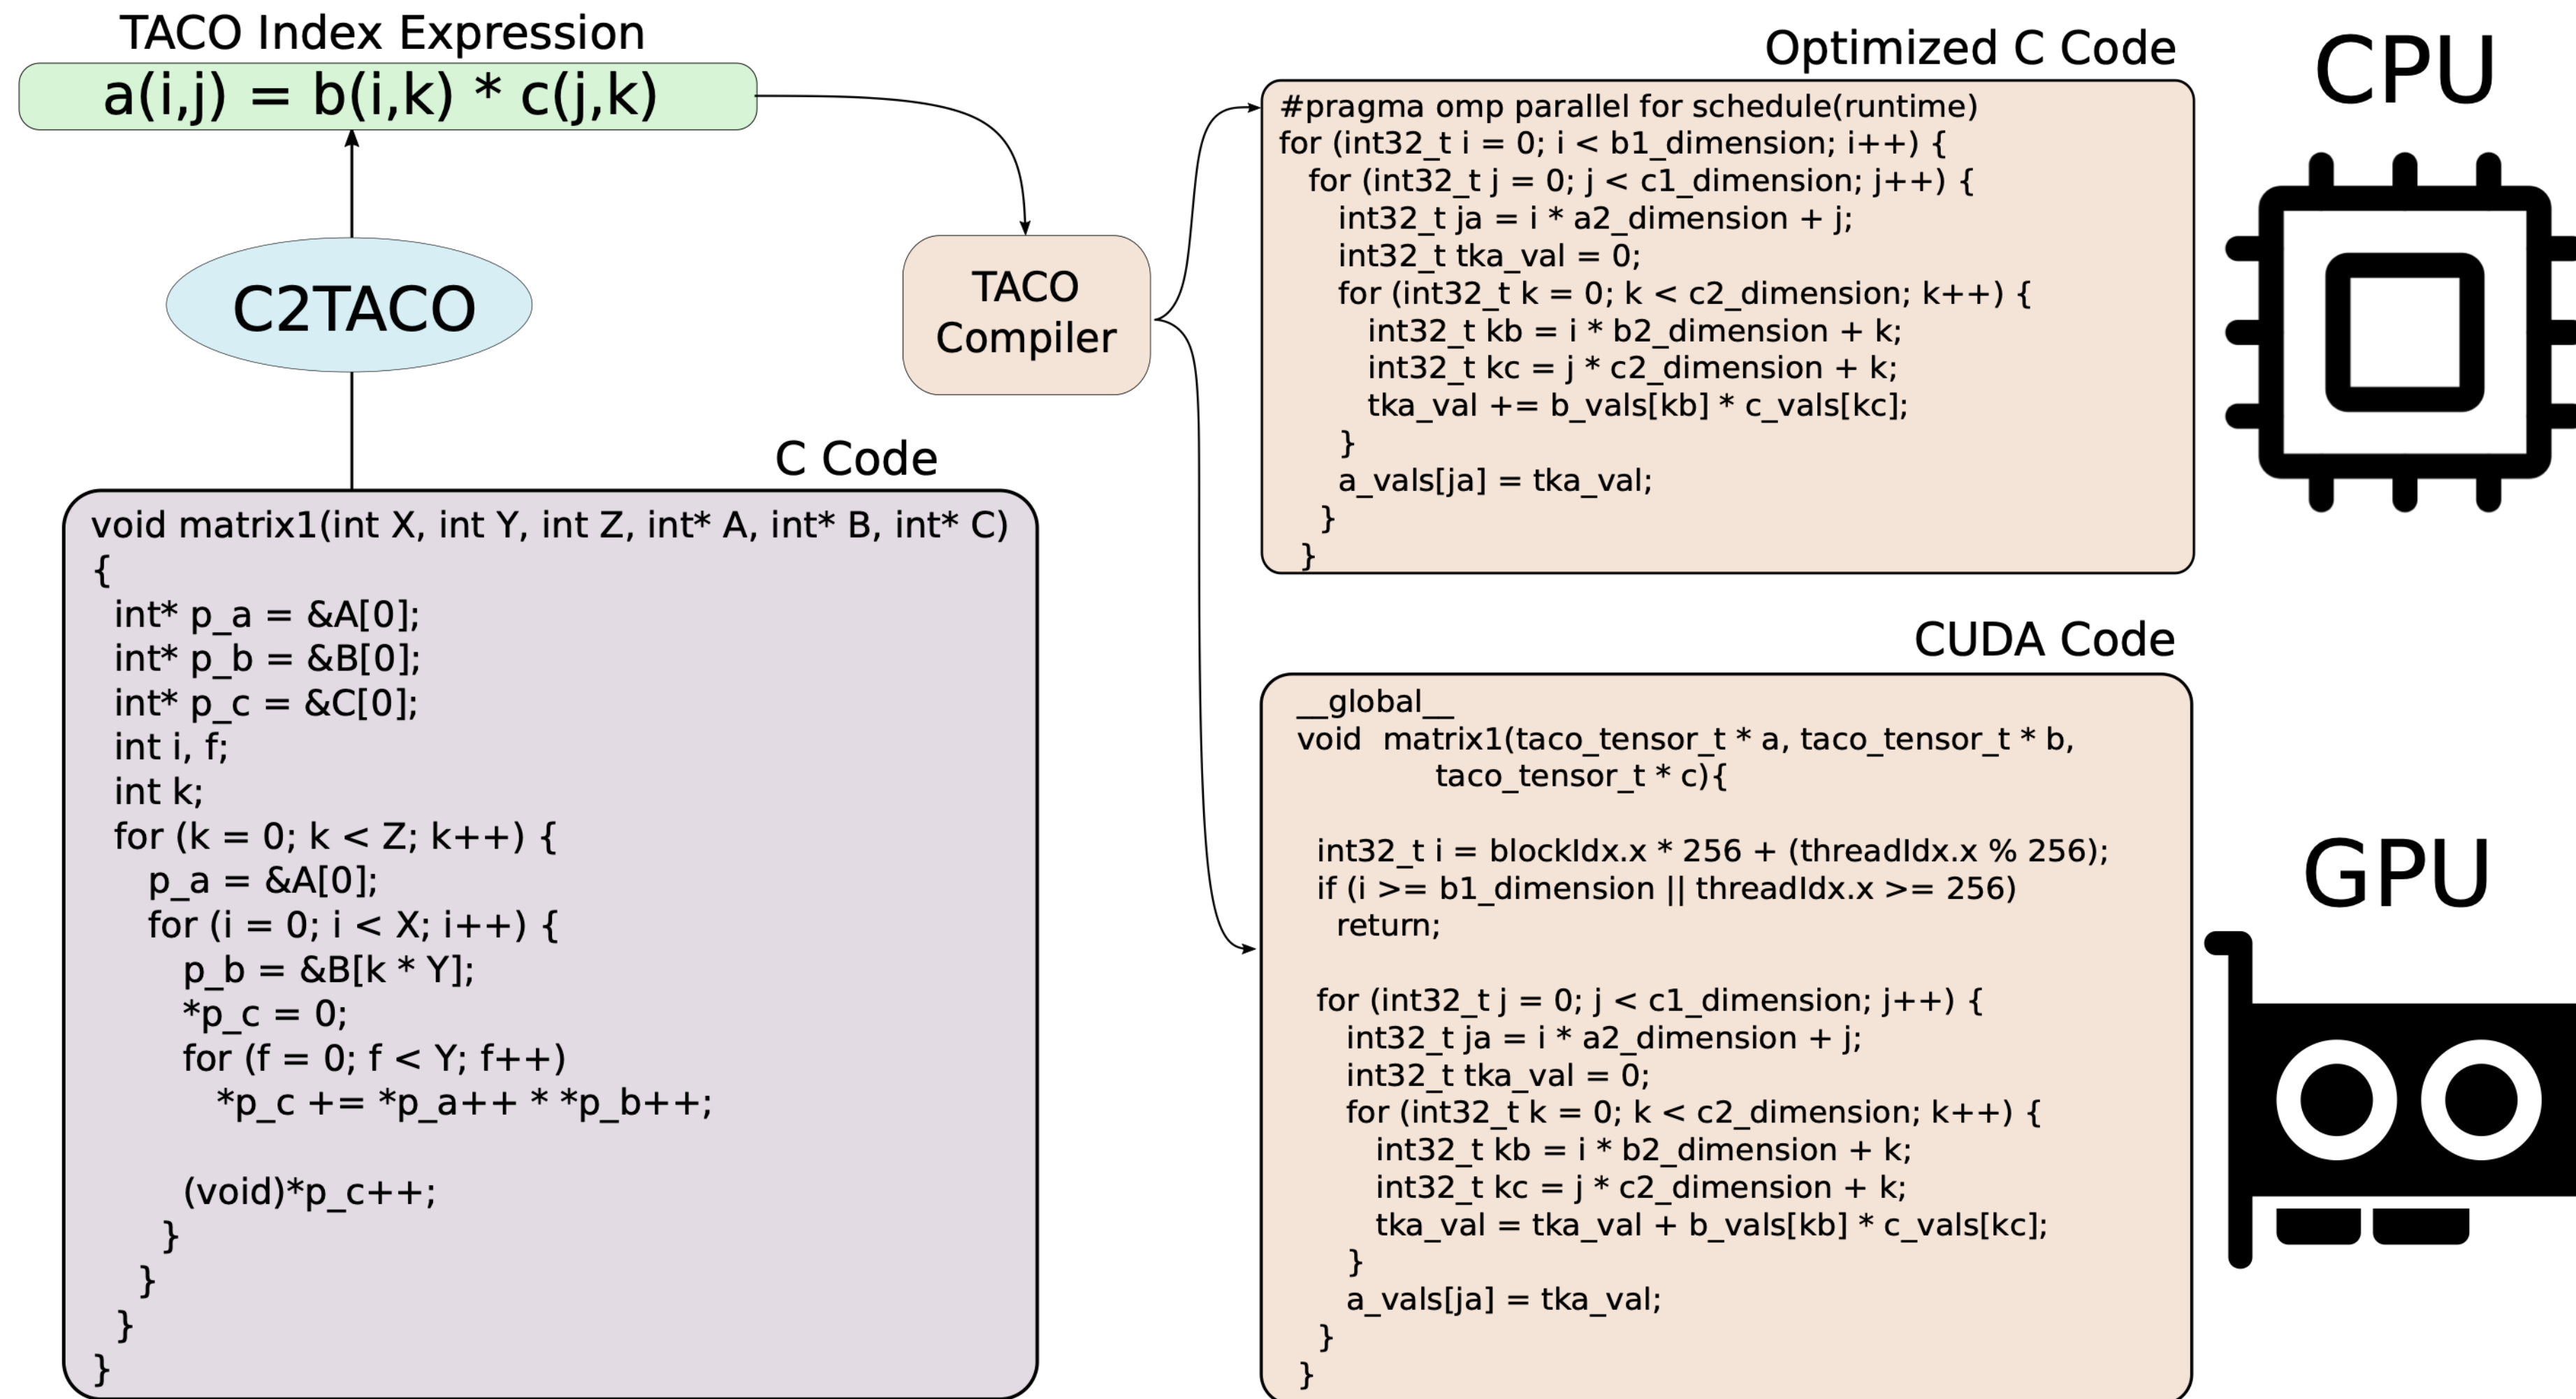 TACO Index Expression
a(i,j) = b(i,k) * c(j,k)
C2TACO
C Code
void matrix1(int X, int Y, int Z, int* A, int* B, int* C)
{
int* p_a = &A[0];
int* p_b = &B[0];
int* p_c = &C[0];
int i, f;
int k;
for (k = 0; k < Z; k++) {
p_a = &A[0];
for (i = 0; i < X; i++) {
p_b = &B[k * Y];
*p_c = 0;
for (f = 0; f < Y; f++)
*p_c += *p_a++ * *p_b++;
(void)*p_c++;
}
}
}
}
TACO
Compiler
Optimized C Code
#pragma omp parallel for schedule(runtime)
for (int32_t i = 0; i < b1_dimension; i++) {
for (int32_t j = 0; j < c1_dimension; j++) {
int32_t ja = i * a2_dimension + j;
int32_t tka_val = 0;
for (int32_t k = 0; k < c2_dimension; k++) {
int32_t kb = i * b2_dimension + k;
int32_t kc = j * c2_dimension + k;
tka_val += b_vals[kb] * c_vals[kc];
}
a_vals[ja] = tka_val;
}
}
CPU
CUDA Code
__global__
void  matrix1(taco_tensor_t * a, taco_tensor_t * b,
taco_tensor_t * c){
int32_t i = blockIdx.x * 256 + (threadIdx.x % 256);
if (i >= b1_dimension || threadIdx.x >= 256)
return;
for (int32_t j = 0; j < c1_dimension; j++) {
int32_t ja = i * a2_dimension + j;
int32_t tka_val = 0;
for (int32_t k = 0; k < c2_dimension; k++) {
int32_t kb = i * b2_dimension + k;
int32_t kc = j * c2_dimension + k;
tka_val = tka_val + b_vals[kb] * c_vals[kc];
}
a_vals[ja] = tka_val;
}
}
GPU